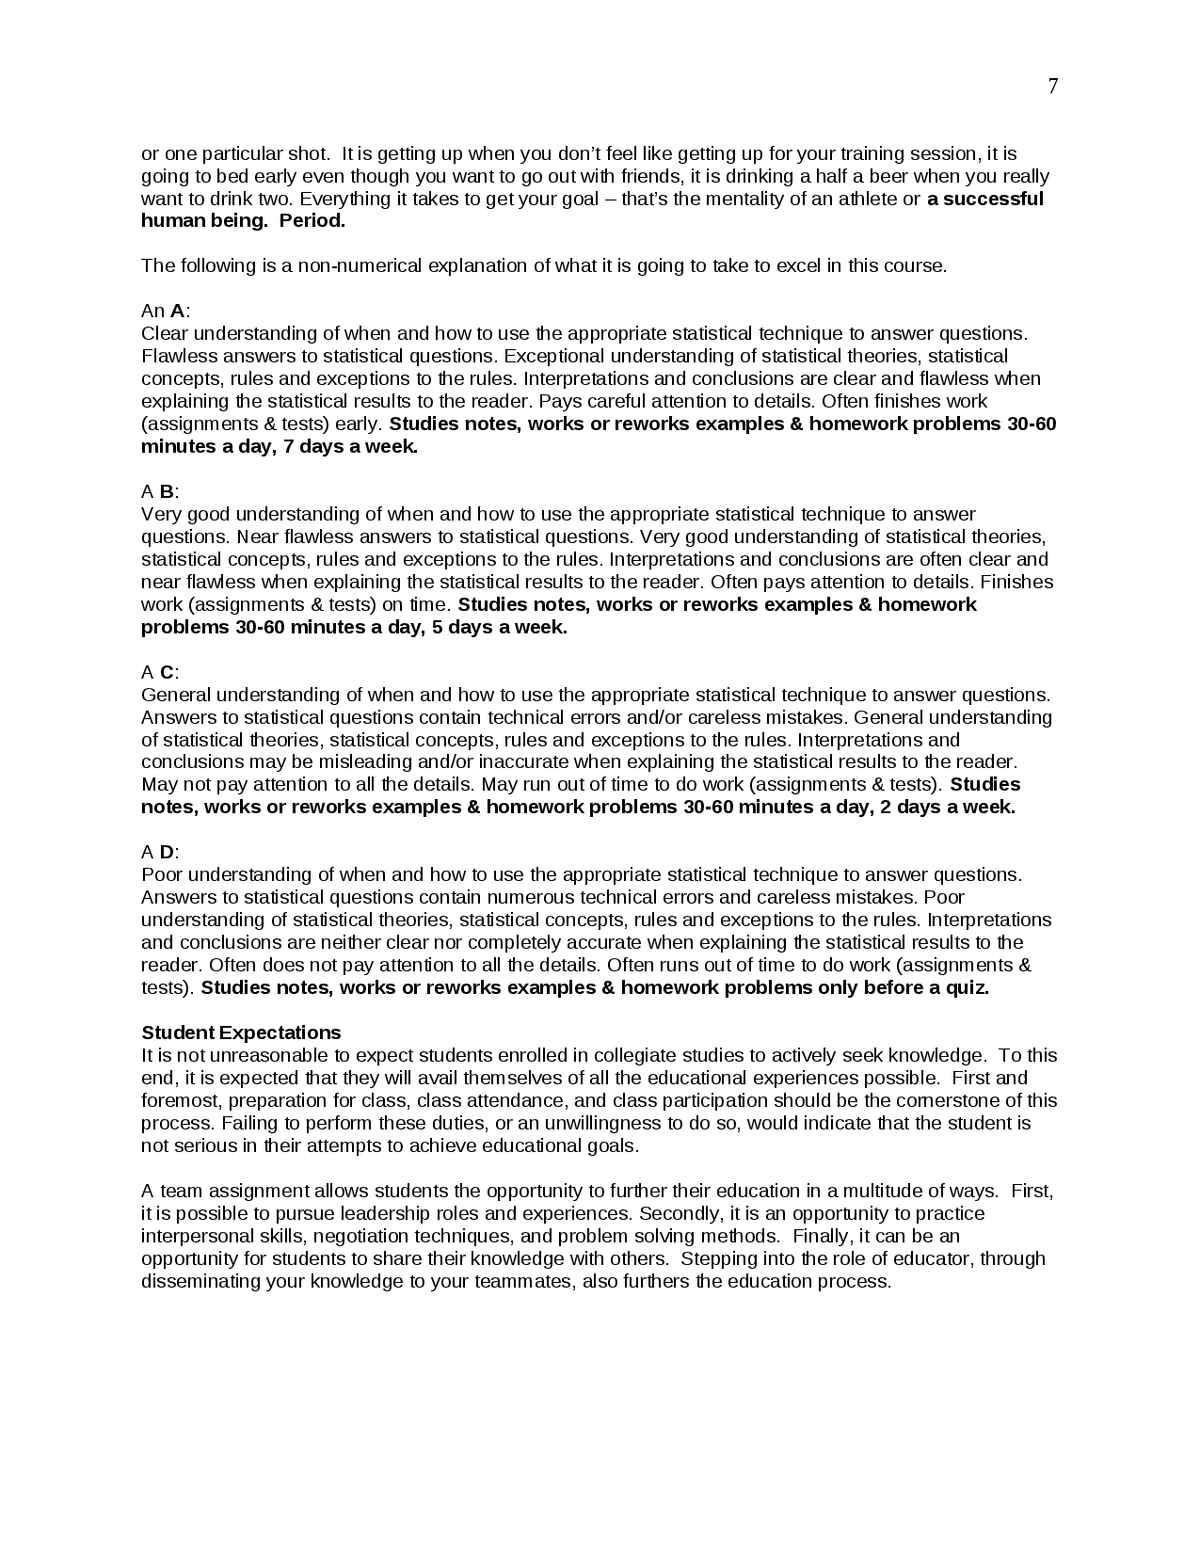 7
or one particular shot.  It is getting up when you don’t feel like getting up for your training session, it is
going to bed early even though you want to go out with friends, it is drinking a half a beer when you really
want to drink two. Everything it takes to get your goal – that’s the mentality of an athlete or a successful
human being.  Period.
The following is a non-numerical explanation of what it is going to take to excel in this course.
An A:
Clear understanding of when and how to use the appropriate statistical technique to answer questions.
Flawless answers to statistical questions. Exceptional understanding of statistical theories, statistical
concepts, rules and exceptions to the rules. Interpretations and conclusions are clear and flawless when
explaining the statistical results to the reader. Pays careful attention to details. Often finishes work
(assignments & tests) early. Studies notes, works or reworks examples & homework problems 30-60
minutes a day, 7 days a week.
A B:
Very good understanding of when and how to use the appropriate statistical technique to answer
questions. Near flawless answers to statistical questions. Very good understanding of statistical theories,
statistical concepts, rules and exceptions to the rules. Interpretations and conclusions are often clear and
near flawless when explaining the statistical results to the reader. Often pays attention to details. Finishes
work (assignments & tests) on time. Studies notes, works or reworks examples & homework
problems 30-60 minutes a day, 5 days a week.
A C:
General understanding of when and how to use the appropriate statistical technique to answer questions.
Answers to statistical questions contain technical errors and/or careless mistakes. General understanding
of statistical theories, statistical concepts, rules and exceptions to the rules. Interpretations and
conclusions may be misleading and/or inaccurate when explaining the statistical results to the reader.
May not pay attention to all the details. May run out of time to do work (assignments & tests). Studies
notes, works or reworks examples & homework problems 30-60 minutes a day, 2 days a week.
A D:
Poor understanding of when and how to use the appropriate statistical technique to answer questions.
Answers to statistical questions contain numerous technical errors and careless mistakes. Poor
understanding of statistical theories, statistical concepts, rules and exceptions to the rules. Interpretations
and conclusions are neither clear nor completely accurate when explaining the statistical results to the
reader. Often does not pay attention to all the details. Often runs out of time to do work (assignments &
tests). Studies notes, works or reworks examples & homework problems only before a quiz.
Student Expectations
It is not unreasonable to expect students enrolled in collegiate studies to actively seek knowledge.  To this
end, it is expected that they will avail themselves of all the educational experiences possible.  First and
foremost, preparation for class, class attendance, and class participation should be the cornerstone of this
process. Failing to perform these duties, or an unwillingness to do so, would indicate that the student is
not serious in their attempts to achieve educational goals.
A team assignment allows students the opportunity to further their education in a multitude of ways.  First,
it is possible to pursue leadership roles and experiences. Secondly, it is an opportunity to practice
interpersonal skills, negotiation techniques, and problem solving methods.  Finally, it can be an
opportunity for students to share their knowledge with others.  Stepping into the role of educator, through
disseminating your knowledge to your teammates, also furthers the education process.